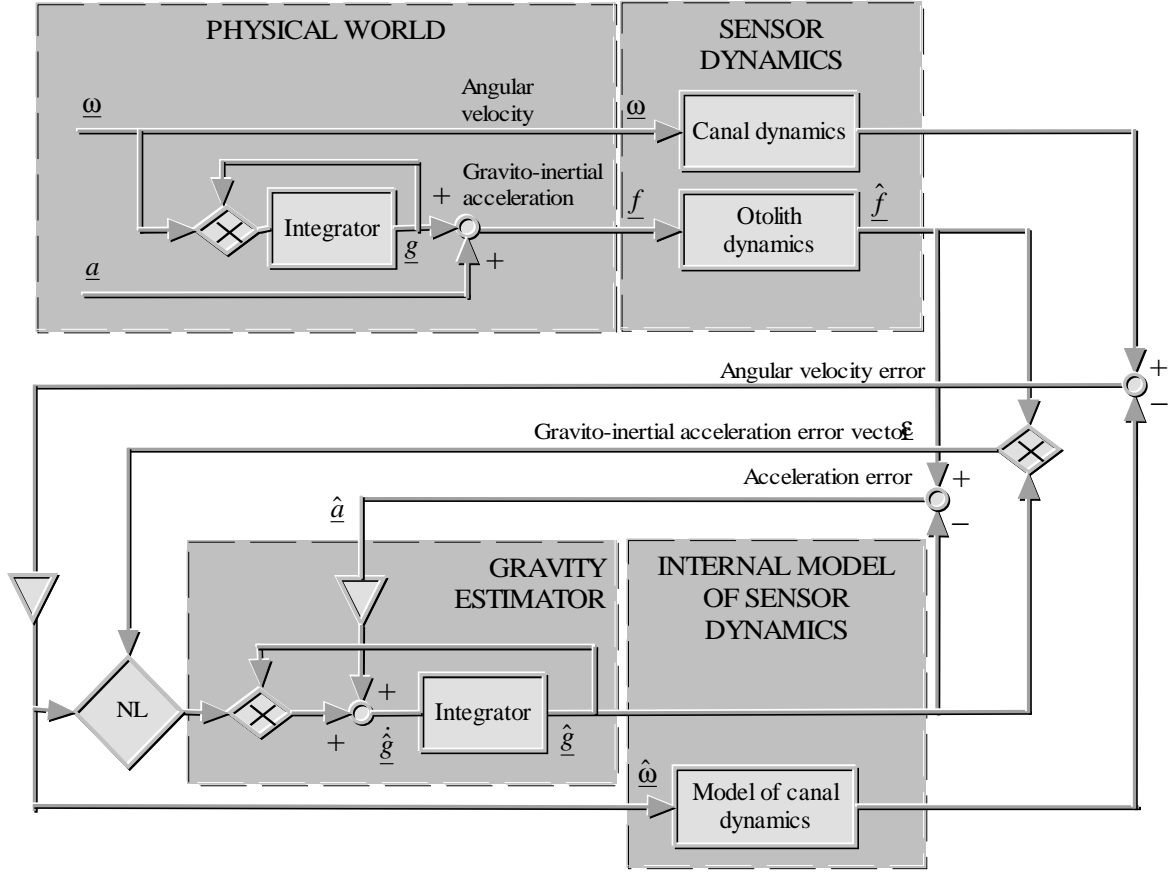 PHYSICAL WORLD
SENSOR
DYNAMICS
ω
Angular
velocity
ω
Canal dynamics
Gravito-inertial
acceleration
+
Integrator
g
f
Otolith
dynamics
f̂
a
+
Angular velocity error
+
−
Gravito-inertial acceleration error vector ε
Acceleration error
+
−
â
GRAVITY
ESTIMATOR
INTERNAL MODEL
OF SENSOR
DYNAMICS
NL
+
+
ĝ̇
Integrator
ĝ
ω̂
Model of canal
dynamics